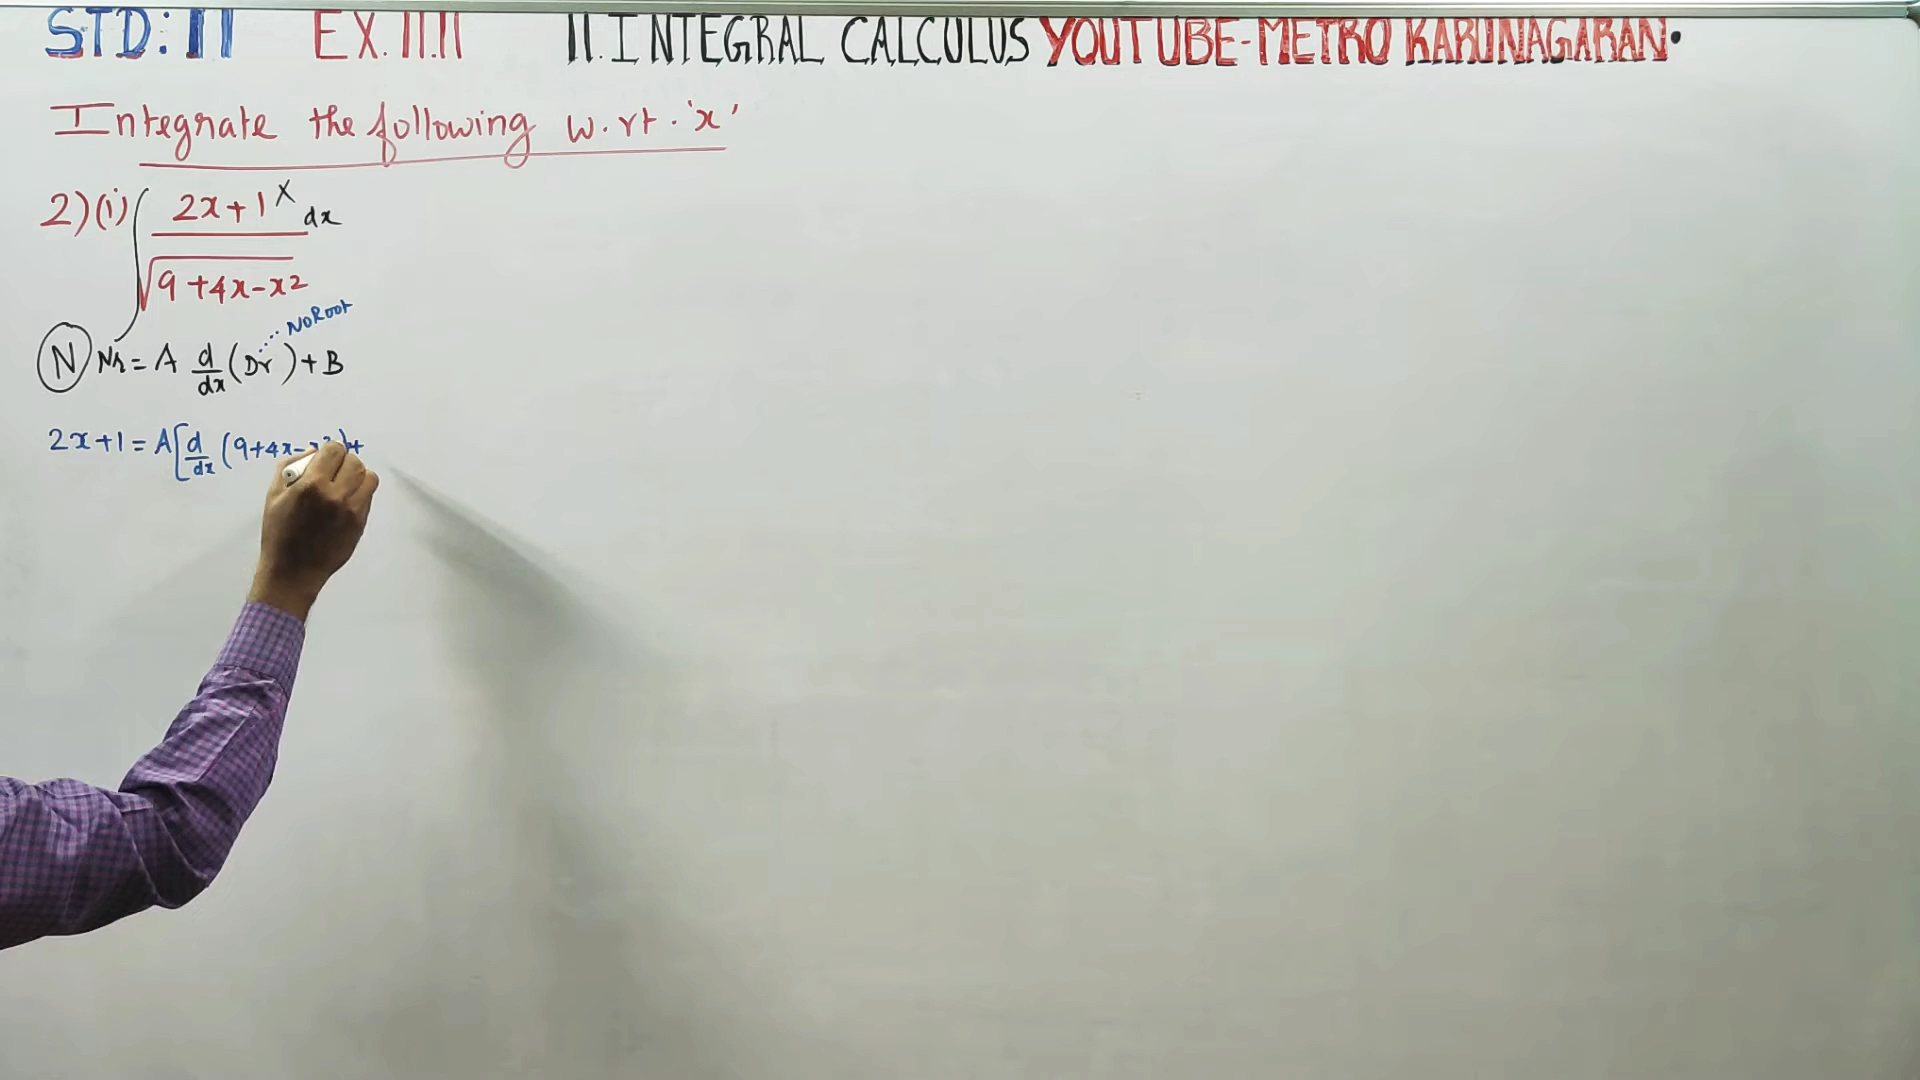 STD: 11 EX. 11.11 11. INTEGRAL CALCULUS YOUTUBE-METRO KARUNAGARAN.
Integrate the following w.r.t. 'x'
2)(i) ∫ 2x+1 x dx
√9+4x-x²
No Root
N Nr = A d/dx (Dr) + B
2x+1 = A[d/dx (9+4x-x²)+